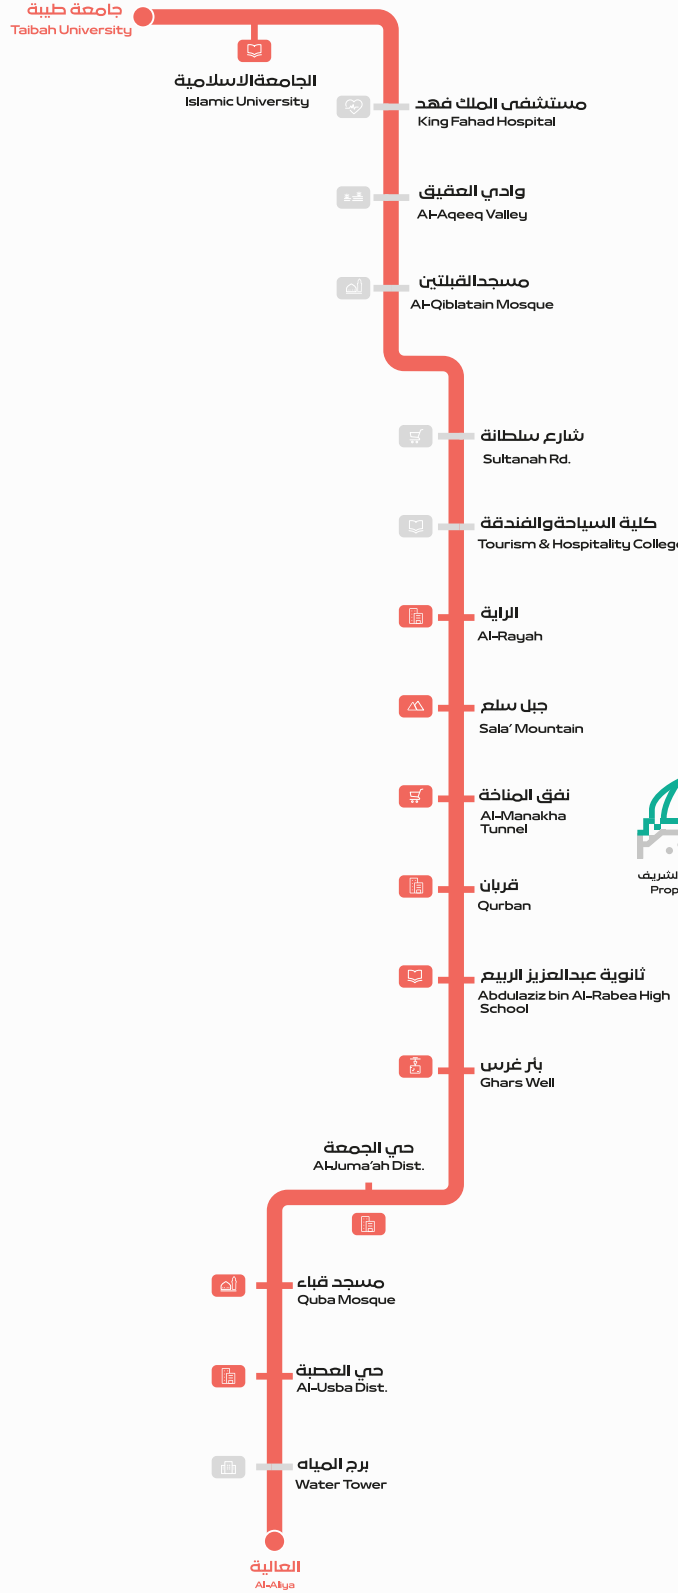 جامعة طيبة
Taibah University
الجامعةالاسلامية
Islamic University
مستشفى الملك فهد
King Fahad Hospital
وادي العقيق
Al-Aqeeq Valley
مسجدالقبلتين
Al-Qiblatain Mosque
شارع سلطانة
Sultanah Rd.
كلية السياحةوالفندقة
Tourism & Hospitality College
الراية
Al-Rayah
جبل سلع
Sala' Mountain
نفق المناخة
Al-Manakha
Tunnel
قربان
Qurban
لشريف
Prop
ثانوية عبدالعزيز الربيع
Abdulaziz bin Al-Rabea High
School
بئر غرس
Ghars Well
حي الجمعة
Al-Juma'ah Dist.
مسجد قباء
Quba Mosque
حي العصبة
Al-Usba Dist.
برج المياه
Water Tower
العالية
Al-Aliya